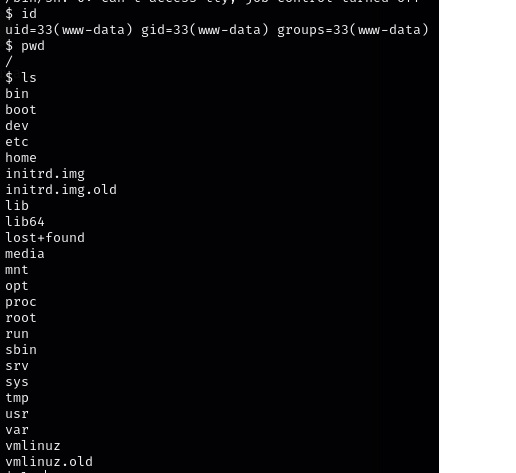 $ id
uid=33(www-data) gid=33(www-data) groups=33(www-data)
$ pwd
/
$ ls
bin
boot
dev
etc
home
initrd.img
initrd.img.old
lib
lib64
lost+found
media
mnt
opt
proc
root
run
sbin
srv
sys
tmp
usr
var
vmlinuz
vmlinuz.old